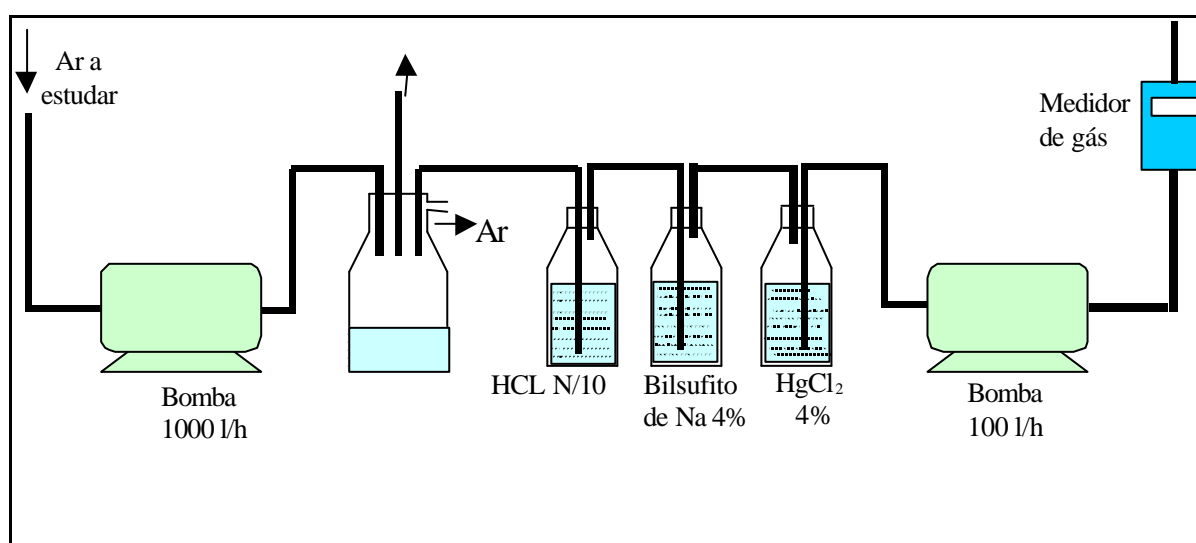 Ar a
estudar
Medidor
de gás
Ar
HCL N/10
Bilsufito
de Na 4%
HgCl₂
4%
Bomba
1000 l/h
Bomba
100 l/h